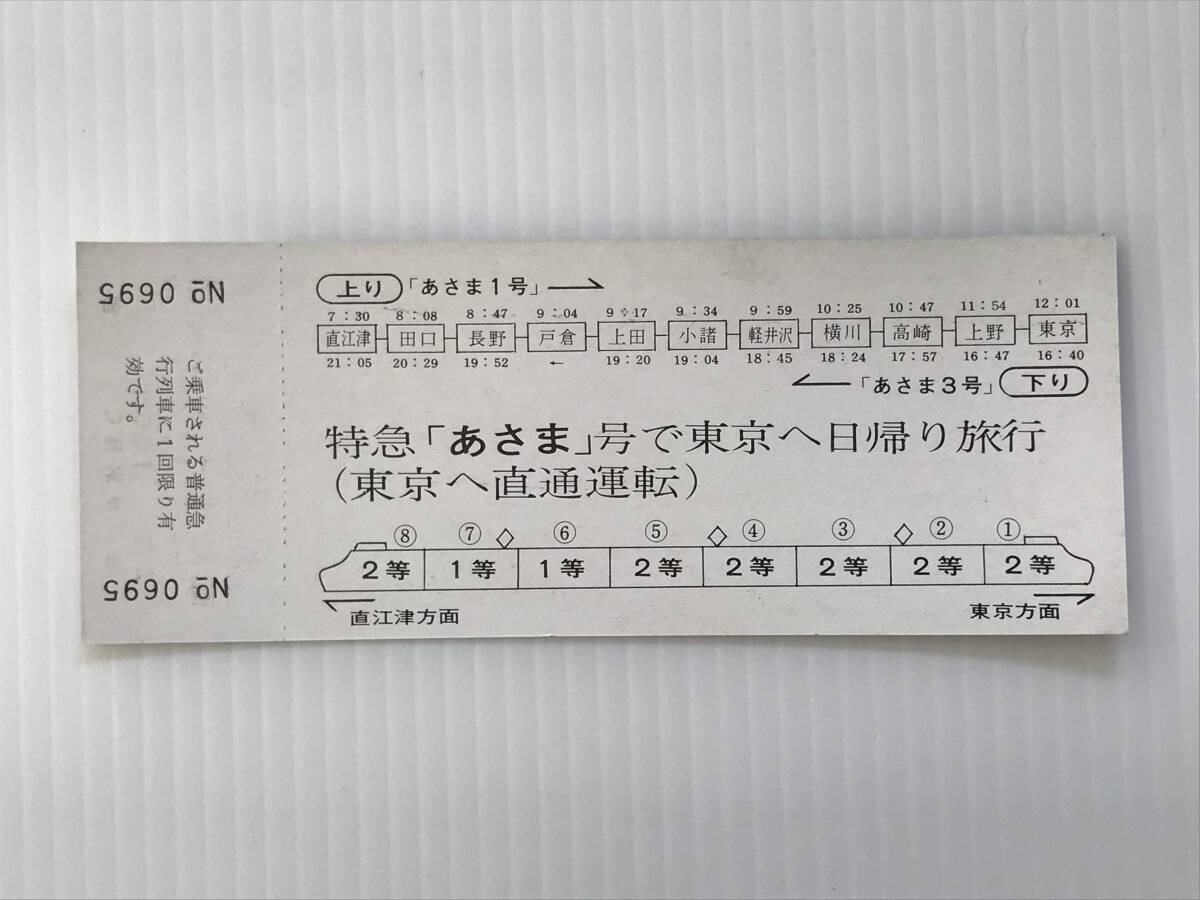 上り 「あさま1号」
7:30 8:08 8:47 9:04 9:17 9:34 9:59 10:25 10:47 11:54 12:01
直江津 田口 長野 戸倉 上田 小諸 軽井沢 横川 高崎 上野 東京
21:05 20:29 19:52 ← 19:20 19:04 18:45 18:24 17:57 16:47 16:40
「あさま3号」 下り
特急「あさま」号で東京へ日帰り旅行
(東京へ直通運転)
⑧ ⑦ ◇ ⑥ ⑤ ◇ ④ ③ ◇ ② ①
2等 1等 1等 2等 2等 2等 2等 2等
直江津方面 東京方面
No 0695
ご乗車される普通急
行列車に1回限り有
効です。
No 0695